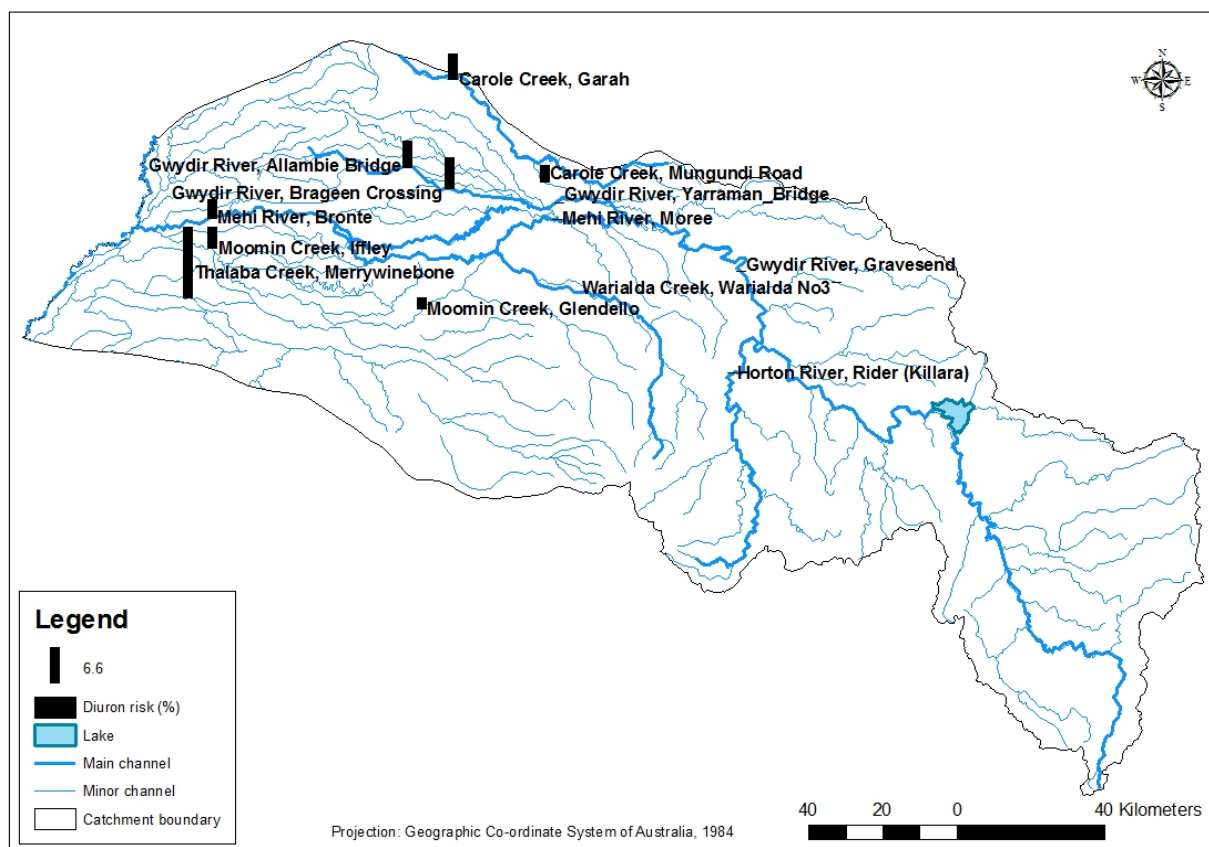 N
W E
S
Carole Creek, Garah
Gwydir River, Allambie Bridge
Carole Creek, Mungundi Road
Gwydir River, Brageen Crossing
Gwydir River, Yarraman_Bridge
Mehi River, Bronte
Mehi River, Moree
Moomin Creek, Iffley
Gwydir River, Gravesend
Thalaba Creek, Merrywinebone
Warialda Creek, Warialda No3
Moomin Creek, Glendello
Horton River, Rider (Killara)
Legend
6.6
Diuron risk (%)
Lake
Main channel
Minor channel
Catchment boundary
Projection: Geographic Co-ordinate System of Australia, 1984
40 20 0 40 Kilometers